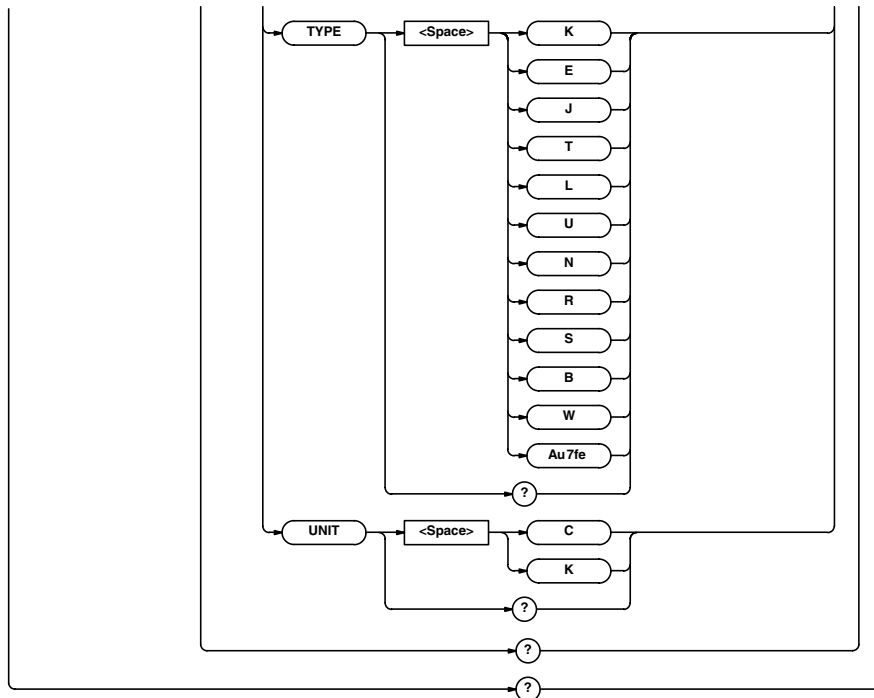 TYPE <Space> K
E
J
T
L
U
N
R
S
B
W
Au7fe
?
UNIT <Space> C
K
?
?
?